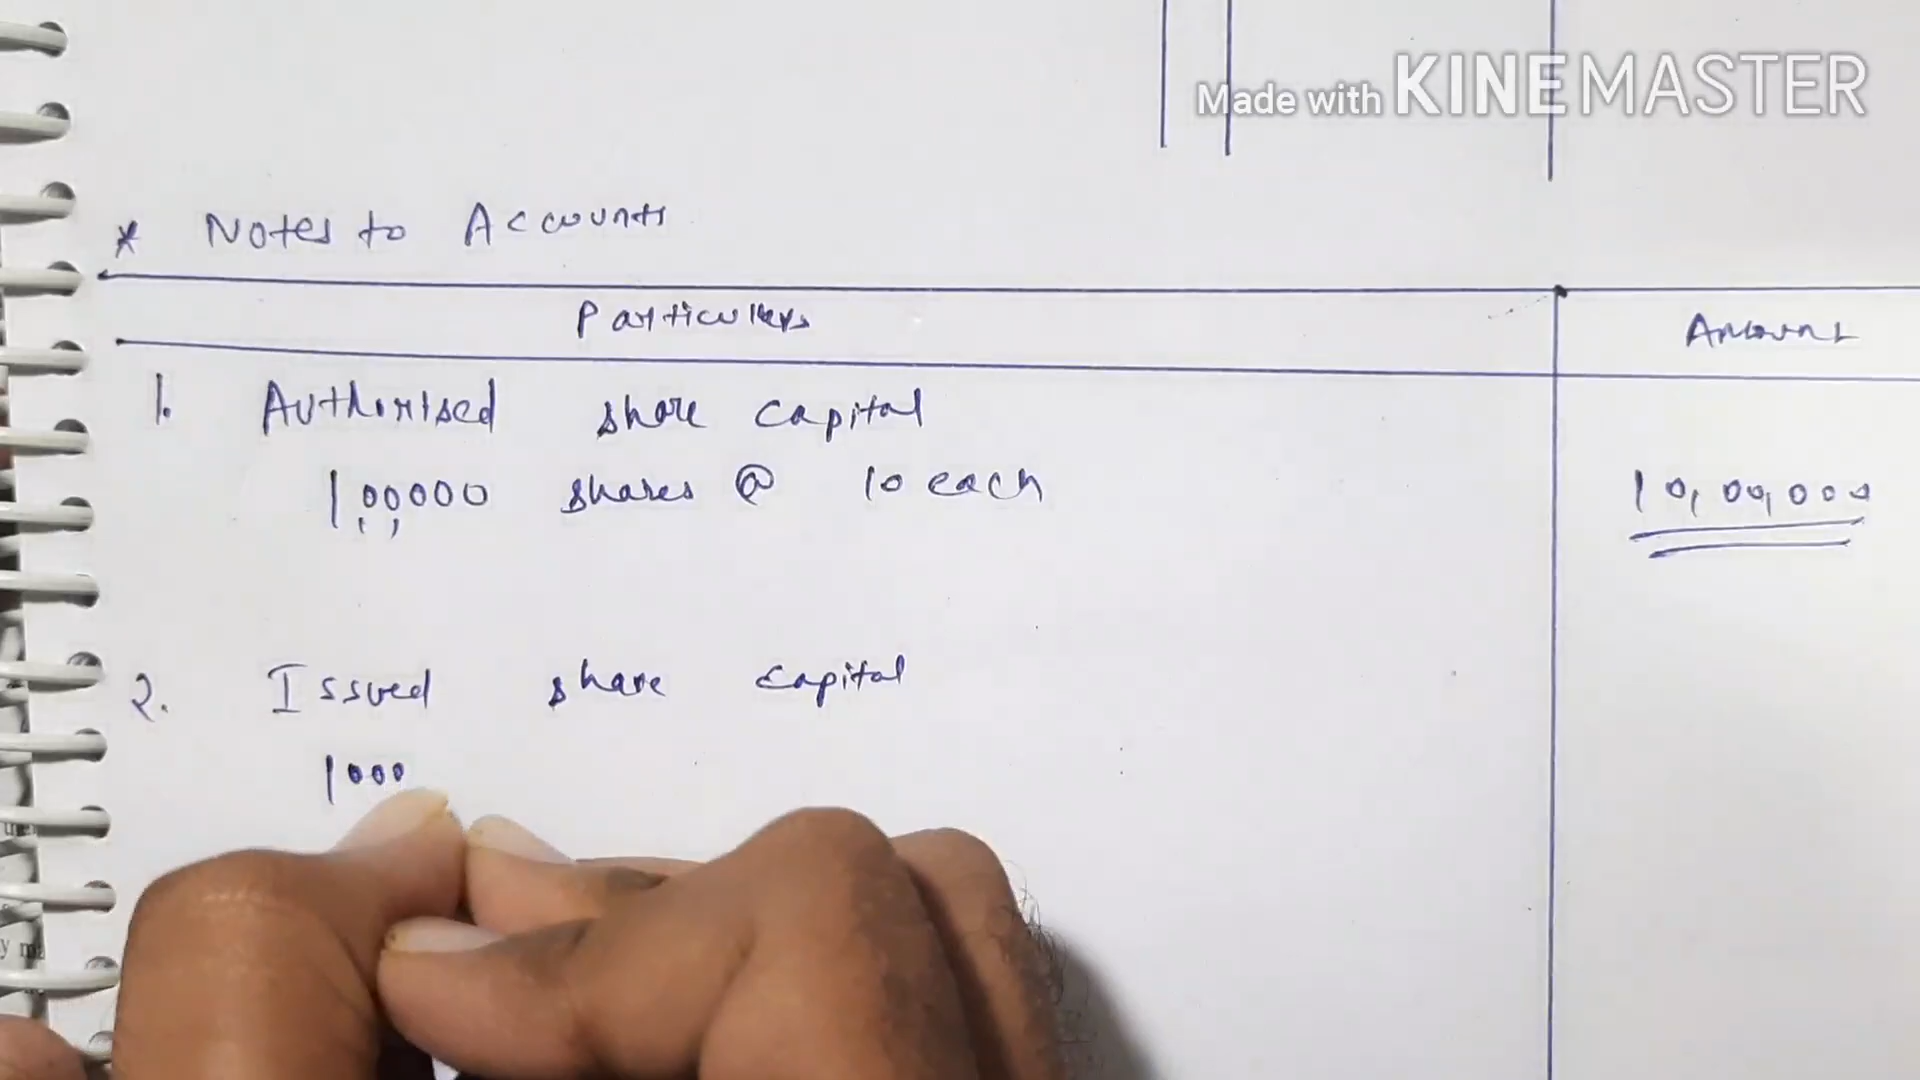 Made with KINEMASTER
* Notes to Accounts
Particulars Amount
1. Authorised share capital
1,00,000 shares @ 10 each 10,00,000
2. Issued share capital
1000